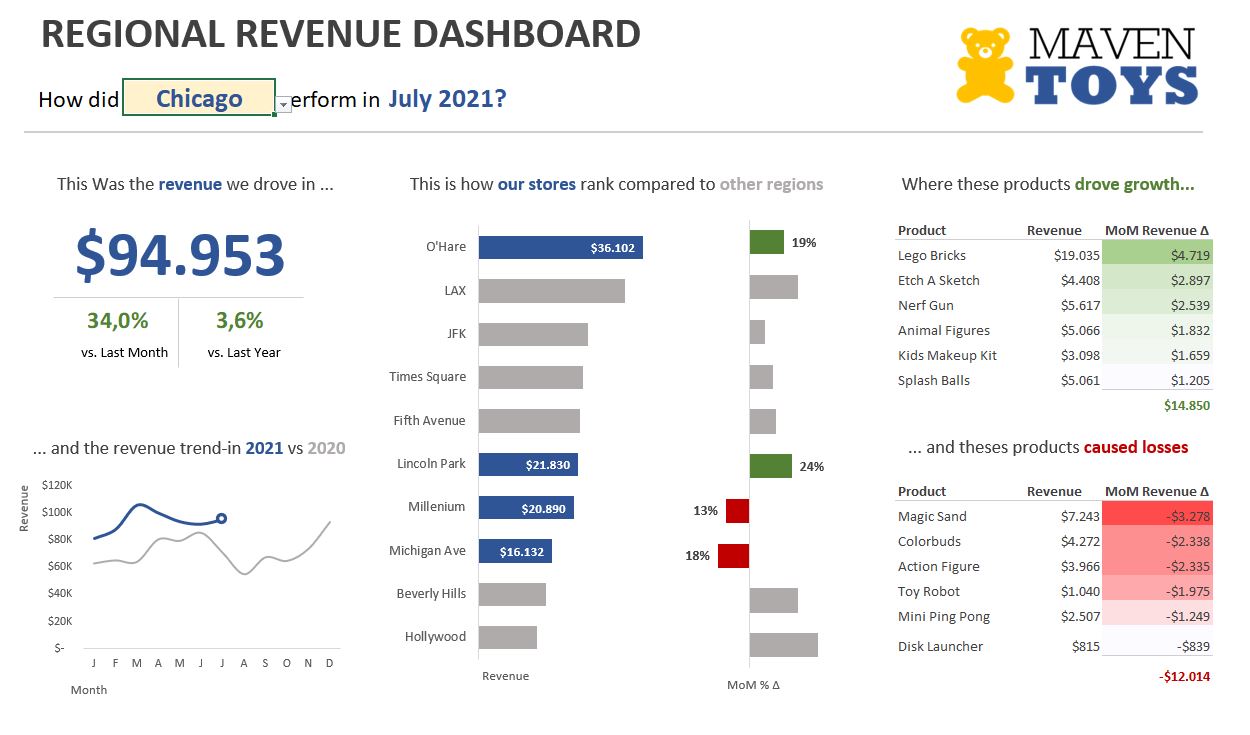 REGIONAL REVENUE DASHBOARD
MAVEN
TOYS
How did Chicago erform in July 2021?
This Was the revenue we drove in ...
$94.953
34,0% 3,6%
vs. Last Month vs. Last Year
... and the revenue trend-in 2021 vs 2020
Revenue
$120K
$100K
$80K
$60K
$40K
$20K
$-
J F M A M J J A S O N D
Month
This is how our stores rank compared to other regions
O'Hare $36.102 19%
LAX
JFK
Times Square
Fifth Avenue
Lincoln Park $21.830 24%
Millenium $20.890 13%
Michigan Ave $16.132 18%
Beverly Hills
Hollywood
Revenue MoM % Δ
Where these products drove growth...
Product Revenue MoM Revenue Δ
Lego Bricks $19.035 $4.719
Etch A Sketch $4.408 $2.897
Nerf Gun $5.617 $2.539
Animal Figures $5.066 $1.832
Kids Makeup Kit $3.098 $1.659
Splash Balls $5.061 $1.205
$14.850
... and theses products caused losses
Product Revenue MoM Revenue Δ
Magic Sand $7.243 -$3.278
Colorbuds $4.272 -$2.338
Action Figure $3.966 -$2.335
Toy Robot $1.040 -$1.975
Mini Ping Pong $2.507 -$1.249
Disk Launcher $815 -$839
-$12.014